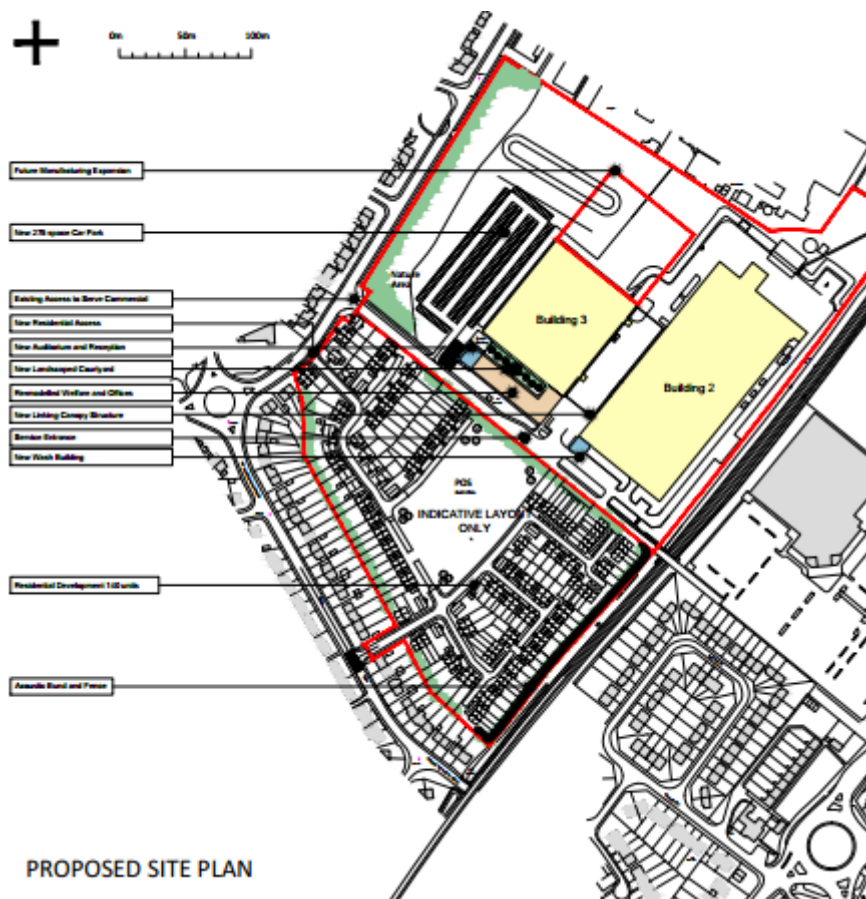 0m 50m 100m
Future Manufacturing Expansion
New 275 space Car Park
Existing Access to Serve Commercial
New Residential Access
New Auditorium and Reception
New Landscaped Courtyard
Remodelled Welfare and Offices
New Linking Canopy Structure
Service Entrance
New Wash Building
Nature
Area
Building 3
Building 2
POS
INDICATIVE LAYOUT
ONLY
Residential Development 140 units
Acoustic Bund and Fence
PROPOSED SITE PLAN